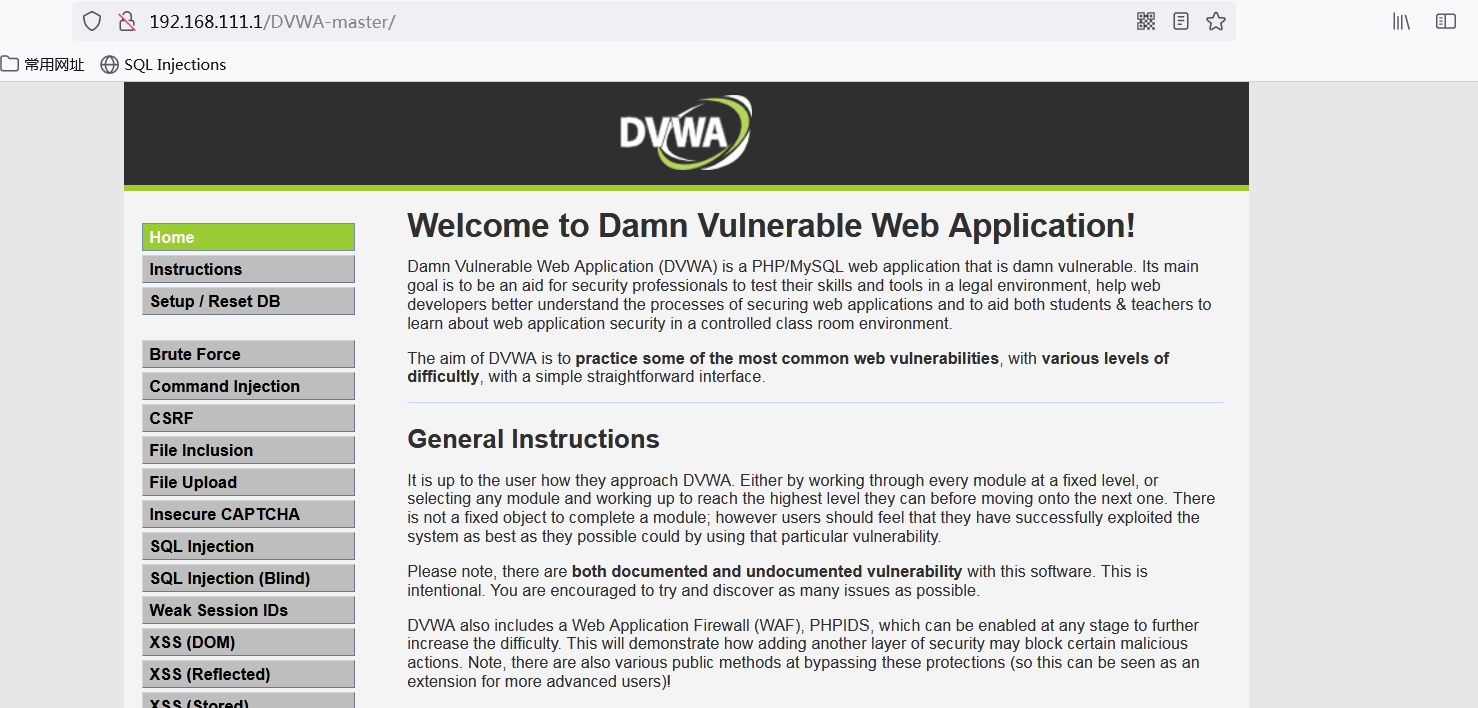 192.168.111.1/DVWA-master/
常用网址 SQL Injections
DVWA
Home
Instructions
Setup / Reset DB
Brute Force
Command Injection
CSRF
File Inclusion
File Upload
Insecure CAPTCHA
SQL Injection
SQL Injection (Blind)
Weak Session IDs
XSS (DOM)
XSS (Reflected)
XSS (Stored)
Welcome to Damn Vulnerable Web Application!
Damn Vulnerable Web Application (DVWA) is a PHP/MySQL web application that is damn vulnerable. Its main
goal is to be an aid for security professionals to test their skills and tools in a legal environment, help web
developers better understand the processes of securing web applications and to aid both students & teachers to
learn about web application security in a controlled class room environment.
The aim of DVWA is to practice some of the most common web vulnerabilities, with various levels of
difficultly, with a simple straightforward interface.
General Instructions
It is up to the user how they approach DVWA. Either by working through every module at a fixed level, or
selecting any module and working up to reach the highest level they can before moving onto the next one. There
is not a fixed object to complete a module; however users should feel that they have successfully exploited the
system as best as they possible could by using that particular vulnerability.
Please note, there are both documented and undocumented vulnerability with this software. This is
intentional. You are encouraged to try and discover as many issues as possible.
DVWA also includes a Web Application Firewall (WAF), PHPIDS, which can be enabled at any stage to further
increase the difficulty. This will demonstrate how adding another layer of security may block certain malicious
actions. Note, there are also various public methods at bypassing these protections (so this can be seen as an
extension for more advanced users)!